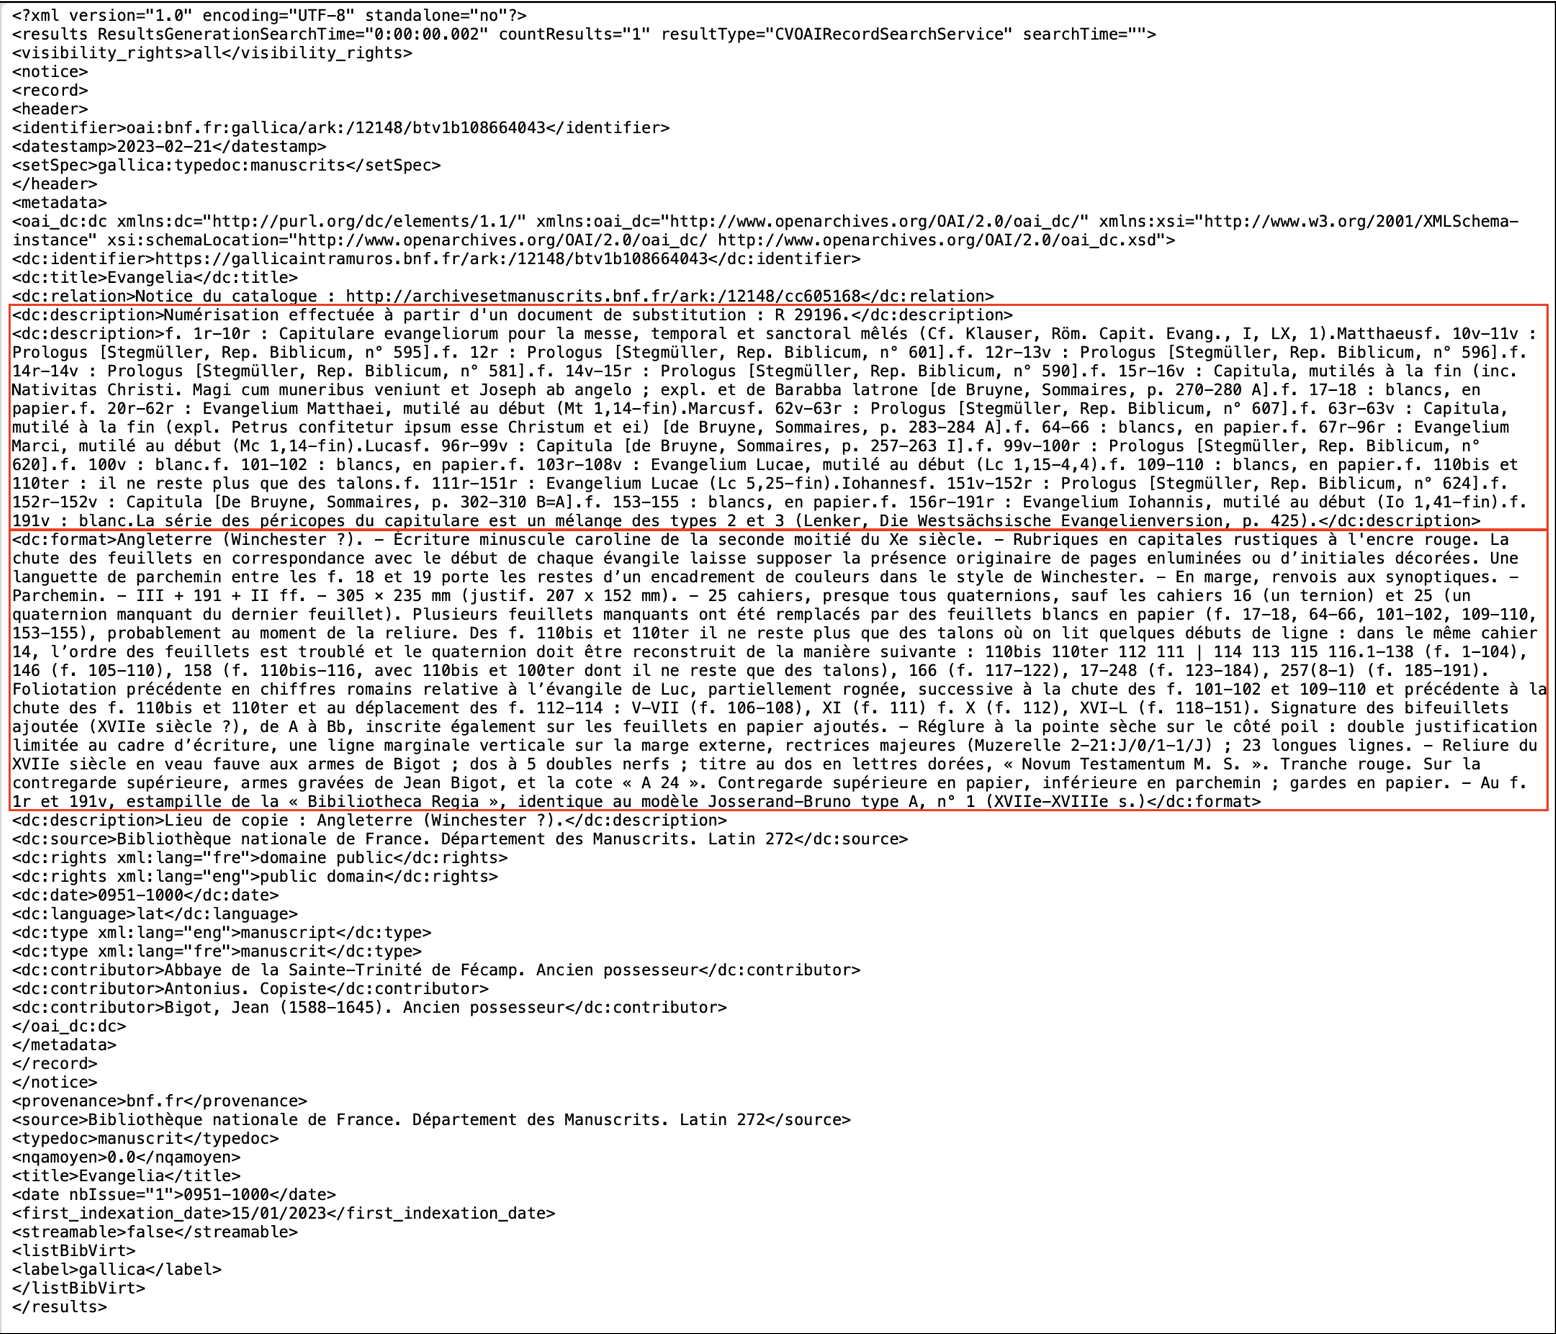 <?xml version="1.0" encoding="UTF-8" standalone="no"?>
<results ResultsGenerationSearchTime="0:00:00.002" countResults="1" resultType="CVOAIRecordSearchService" searchTime="">
<visibility_rights>all</visibility_rights>
<notice>
<record>
<header>
<identifier>oai:bnf.fr:gallica/ark:/12148/btv1b108664043</identifier>
<datestamp>2023-02-21</datestamp>
<setSpec>gallica:typedoc:manuscrits</setSpec>
</header>
<metadata>
<oai_dc:dc xmlns:dc="http://purl.org/dc/elements/1.1/" xmlns:oai_dc="http://www.openarchives.org/OAI/2.0/oai_dc/" xmlns:xsi="http://www.w3.org/2001/XMLSchema-
instance" xsi:schemaLocation="http://www.openarchives.org/OAI/2.0/oai_dc/ http://www.openarchives.org/OAI/2.0/oai_dc.xsd">
<dc:identifier>https://gallicaintramuros.bnf.fr/ark:/12148/btv1b108664043</dc:identifier>
<dc:title>Evangelia</dc:title>
<dc:relation>Notice du catalogue : http://archivesetmanuscrits.bnf.fr/ark:/12148/cc605168</dc:relation>
<dc:description>Numérisation effectuée à partir d'un document de substitution : R 29196.</dc:description>
<dc:description>f. 1r-10r : Capitulare evangeliorum pour la messe, temporal et sanctoral mêlés (Cf. Klauser, Röm. Capit. Evang., I, LX, 1).Matthaeusf. 10v-11v :
Prologus [Stegmüller, Rep. Biblicum, n° 595].f. 12r : Prologus [Stegmüller, Rep. Biblicum, n° 601].f. 12r-13v : Prologus [Stegmüller, Rep. Biblicum, n° 596].f.
14r-14v : Prologus [Stegmüller, Rep. Biblicum, n° 581].f. 14v-15r : Prologus [Stegmüller, Rep. Biblicum, n° 590].f. 15r-16v : Capitula, mutilés à la fin (inc.
Nativitas Christi. Magi cum muneribus veniunt et Joseph ab angelo ; expl. et de Barabba latrone [de Bruyne, Sommaires, p. 270-280 A].f. 17-18 : blancs, en
papier.f. 20r-62r : Evangelium Matthaei, mutilé au début (Mt 1,14-fin).Marcusf. 62v-63r : Prologus [Stegmüller, Rep. Biblicum, n° 607].f. 63r-63v : Capitula,
mutilé à la fin (expl. Petrus confitetur ipsum esse Christum et ei) [de Bruyne, Sommaires, p. 283-284 A].f. 64-66 : blancs, en papier.f. 67r-96r : Evangelium
Marci, mutilé au début (Mc 1,14-fin).Lucasf. 96r-99v : Capitula [de Bruyne, Sommaires, p. 257-263 I].f. 99v-100r : Prologus [Stegmüller, Rep. Biblicum, n°
620].f. 100v : blanc.f. 101-102 : blancs, en papier.f. 103r-108v : Evangelium Lucae, mutilé au début (Lc 1,15-4,4).f. 109-110 : blancs, en papier.f. 110bis et
110ter : il ne reste plus que des talons.f. 111r-151r : Evangelium Lucae (Lc 5,25-fin).Iohannesf. 151v-152r : Prologus [Stegmüller, Rep. Biblicum, n° 624].f.
152r-152v : Capitula [De Bruyne, Sommaires, p. 302-310 B=A].f. 153-155 : blancs, en papier.f. 156r-191r : Evangelium Iohannis, mutilé au début (Io 1,41-fin).f.
191v : blanc.La série des péricopes du capitulare est un mélange des types 2 et 3 (Lenker, Die Westsächsische Evangelienversion, p. 425).</dc:description>
<dc:format>Angleterre (Winchester ?). - Écriture minuscule caroline de la seconde moitié du Xe siècle. - Rubriques en capitales rustiques à l'encre rouge. La
chute des feuillets en correspondance avec le début de chaque évangile laisse supposer la présence originaire de pages enluminées ou d’initiales décorées. Une
languette de parchemin entre les f. 18 et 19 porte les restes d’un encadrement de couleurs dans le style de Winchester. - En marge, renvois aux synoptiques. -
Parchemin. - III + 191 + II ff. - 305 × 235 mm (justif. 207 x 152 mm). - 25 cahiers, presque tous quaternions, sauf les cahiers 16 (un ternion) et 25 (un
quaternion manquant du dernier feuillet). Plusieurs feuillets manquants ont été remplacés par des feuillets blancs en papier (f. 17-18, 64-66, 101-102, 109-110,
153-155), probablement au moment de la reliure. Des f. 110bis et 110ter il ne reste plus que des talons où on lit quelques débuts de ligne : dans le même cahier
14, l’ordre des feuillets est troublé et le quaternion doit être reconstruit de la manière suivante : 110bis 110ter 112 111 | 114 113 115 116.1-138 (f. 1-104),
146 (f. 105-110), 158 (f. 110bis-116, avec 110bis et 100ter dont il ne reste que des talons), 166 (f. 117-122), 17-248 (f. 123-184), 257(8-1) (f. 185-191).
Foliotation précédente en chiffres romains relative à l’évangile de Luc, partiellement rognée, successive à la chute des f. 101-102 et 109-110 et précédente à la
chute des f. 110bis et 110ter et au déplacement des f. 112-114 : V-VII (f. 106-108), XI (f. 111) f. X (f. 112), XVI-L (f. 118-151). Signature des bifeuillets
ajoutée (XVIIe siècle ?), de A à Bb, inscrite également sur les feuillets en papier ajoutés. - Réglure à la pointe sèche sur le côté poil : double justification
limitée au cadre d’écriture, une ligne marginale verticale sur la marge externe, rectrices majeures (Muzerelle 2-21:J/0/1-1/J) ; 23 longues lignes. - Reliure du
XVIIe siècle en veau fauve aux armes de Bigot ; dos à 5 doubles nerfs ; titre au dos en lettres dorées, « Novum Testamentum M. S. ». Tranche rouge. Sur la
contregarde supérieure, armes gravées de Jean Bigot, et la cote « A 24 ». Contregarde supérieure en papier, inférieure en parchemin ; gardes en papier. - Au f.
1r et 191v, estampille de la « Bibiliotheca Regia », identique au modèle Josserand-Bruno type A, n° 1 (XVIIe-XVIIIe s.)</dc:format>
<dc:description>Lieu de copie : Angleterre (Winchester ?).</dc:description>
<dc:source>Bibliothèque nationale de France. Département des Manuscrits. Latin 272</dc:source>
<dc:rights xml:lang="fre">domaine public</dc:rights>
<dc:rights xml:lang="eng">public domain</dc:rights>
<dc:date>0951-1000</dc:date>
<dc:language>lat</dc:language>
<dc:type xml:lang="eng">manuscript</dc:type>
<dc:type xml:lang="fre">manuscrit</dc:type>
<dc:contributor>Abbaye de la Sainte-Trinité de Fécamp. Ancien possesseur</dc:contributor>
<dc:contributor>Antonius. Copiste</dc:contributor>
<dc:contributor>Bigot, Jean (1588-1645). Ancien possesseur</dc:contributor>
</oai_dc:dc>
</metadata>
</record>
</notice>
<provenance>bnf.fr</provenance>
<source>Bibliothèque nationale de France. Département des Manuscrits. Latin 272</source>
<typedoc>manuscrit</typedoc>
<nqamoyen>0.0</nqamoyen>
<title>Evangelia</title>
<date nbIssue="1">0951-1000</date>
<first_indexation_date>15/01/2023</first_indexation_date>
<streamable>false</streamable>
<listBibVirt>
<label>gallica</label>
</listBibVirt>
</results>